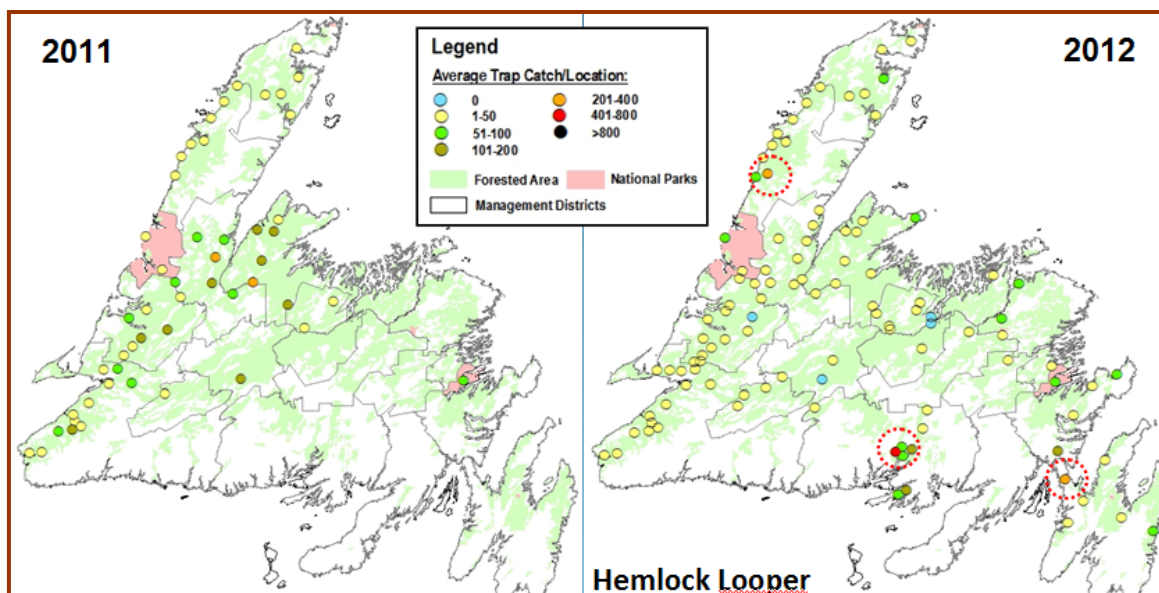 2011
Legend
Average Trap Catch/Location:
0
1-50
51-100
101-200
201-400
401-800
>800
Forested Area
National Parks
Management Districts
2012
Hemlock Looper